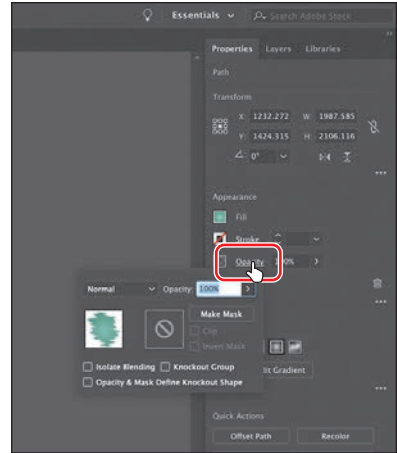 Essentials
Search Adobe Stock
Properties Layers Libraries
Path
Transform
X: 1232.272 W: 1987.585
Y: 1424.315 H: 2106.116
0°
Appearance
Fill
Stroke
Opacity 100%
Normal Opacity: 100%
Make Mask
Clip
Invert Mask
Isolate Blending Knockout Group
Opacity & Mask Define Knockout Shape
Gradient
Quick Actions
Offset Path Recolor